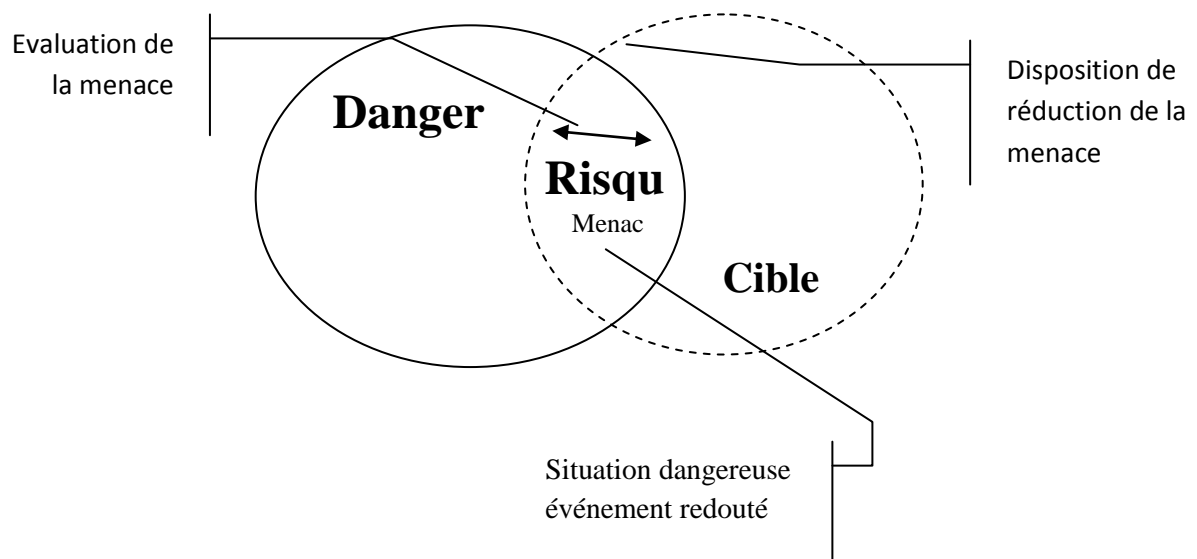 Evaluation de
la menace
Danger
Risqu
Menac
Cible
Disposition de
réduction de la
menace
Situation dangereuse
événement redouté